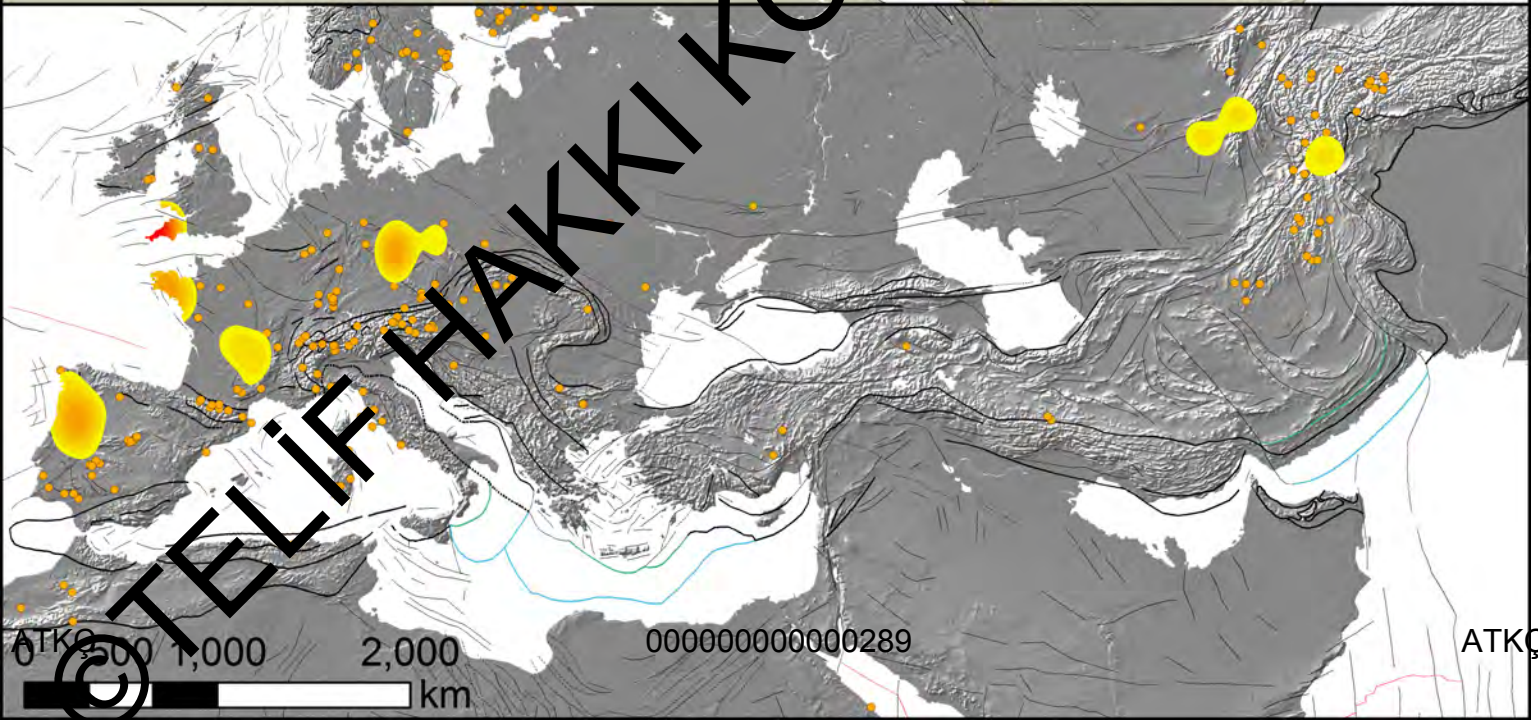 © TELİF HAKKI KO
ATKÇ
000000000000289
ATKÇ
0 500 1,000 2,000
km